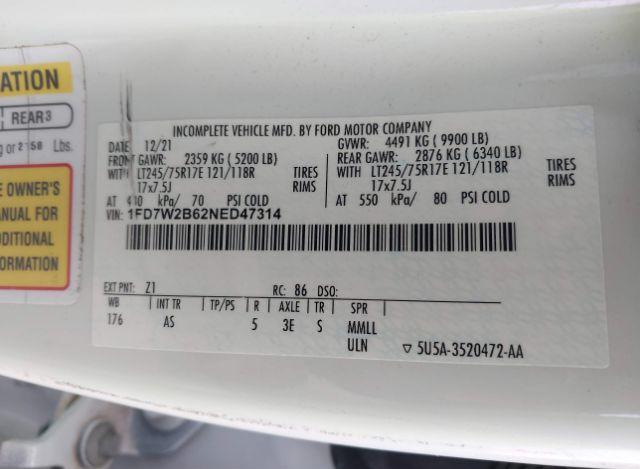 ATION
REAR3
g or 2158 Lbs.
E OWNER'S
ANUAL FOR
DITIONAL
FORMATION
INCOMPLETE VEHICLE MFD. BY FORD MOTOR COMPANY
DATE 12/21 GVWR: 4491 KG (9900 LB)
FRONT GAWR: 2359 KG (5200 LB) REAR GAWR: 2876 KG (6340 LB)
WITH LT245/75R17E 121/118R TIRES WITH LT245/75R17E 121/118R TIRES
17x7.5J RIMS 17x7.5J RIMS
AT kPa/ 70 PSI COLD AT 550 kPa/ 80 PSI COLD
VIN: 1FD7W2B62NED47314
EXT PNT: Z1 RC: 86 DSO:
WB INT TR TP/PS R AXLE TR SPR
176 AS 5 3E S MMLL
ULN ▽ 5U5A-3520472-AA